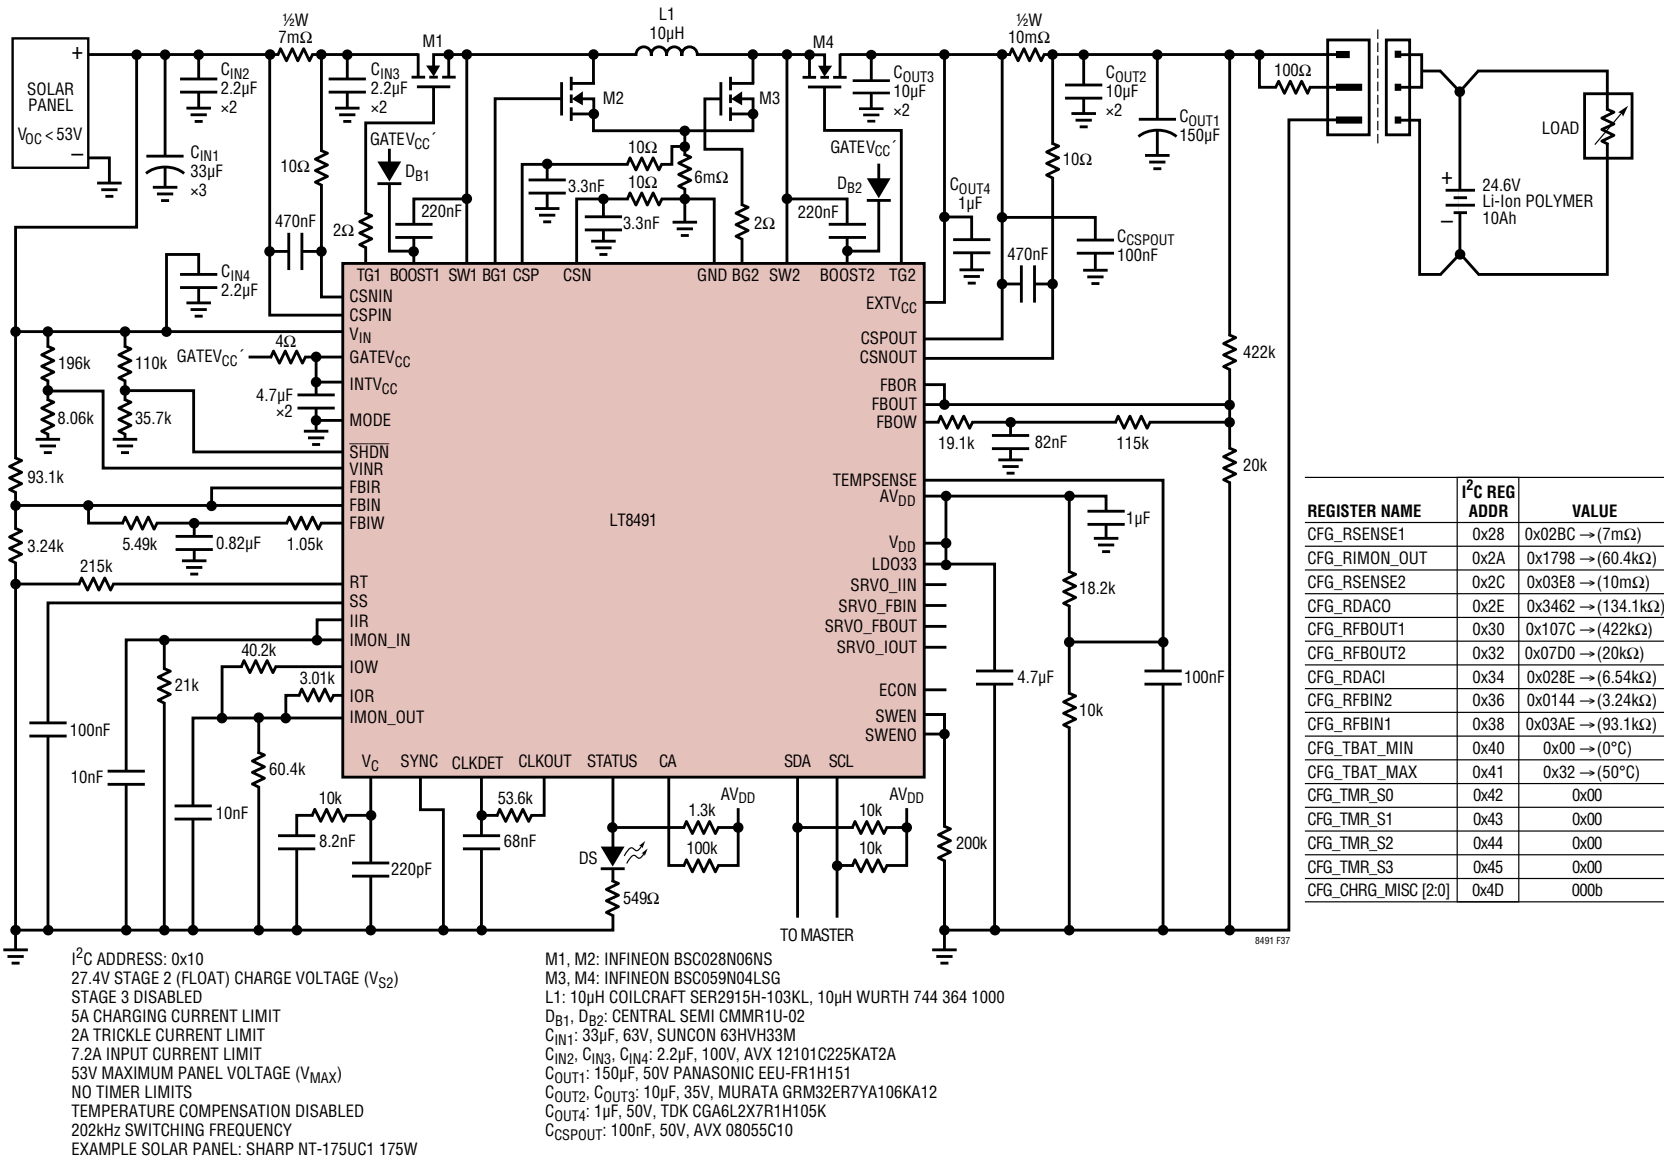 ½W
7mΩ
L1
10µH
½W
10mΩ
M1
M4
SOLAR
PANEL
V_OC < 53V
+
–
C_IN2
2.2µF
×2
C_IN3
2.2µF
×2
C_IN1
33µF
×3
10Ω
470nF
C_IN4
2.2µF
GATEV_CC´
D_B1
2Ω
220nF
M2
M3
10Ω
10Ω
3.3nF
3.3nF
6mΩ
2Ω
GATEV_CC´
D_B2
220nF
C_OUT3
10µF
×2
C_OUT4
1µF
C_OUT2
10µF
×2
C_OUT1
150µF
10Ω
470nF
C_CSPOUT
100nF
100Ω
LOAD
+
–
24.6V
Li-Ion POLYMER
10Ah
TG1 BOOST1 SW1 BG1 CSP CSN GND BG2 SW2 BOOST2 TG2
CSNIN
CSPIN
V_IN
GATEV_CC
INTV_CC
MODE
SHDN
VINR
FBIR
FBIN
FBIW
RT
SS
IIR
IMON_IN
IOW
IOR
IMON_OUT
LT8491
EXTV_CC
CSPOUT
CSNOUT
FBOR
FBOUT
FBOW
TEMPSENSE
AV_DD
V_DD
LDO33
SRVO_IIN
SRVO_FBIN
SRVO_FBOUT
SRVO_IOUT
ECON
SWEN
SWENO
V_C SYNC CLKDET CLKOUT STATUS CA SDA SCL
GATEV_CC´
4Ω
4.7µF
×2
196k
8.06k
110k
35.7k
93.1k
3.24k
5.49k
0.82µF
1.05k
215k
40.2k
3.01k
21k
100nF
10nF
10nF
60.4k
10k
8.2nF
220pF
53.6k
68nF
DS
549Ω
1.3k
100k
AV_DD
10k
10k
AV_DD
TO MASTER
200k
422k
20k
19.1k
82nF
115k
1µF
18.2k
10k
4.7µF
100nF
8491 F37
REGISTER NAME I²C REG ADDR VALUE
CFG_RSENSE1 0x28 0x02BC →(7mΩ)
CFG_RIMON_OUT 0x2A 0x1798 →(60.4kΩ)
CFG_RSENSE2 0x2C 0x03E8 →(10mΩ)
CFG_RDACO 0x2E 0x3462 →(134.1kΩ)
CFG_RFBOUT1 0x30 0x107C →(422kΩ)
CFG_RFBOUT2 0x32 0x07D0 →(20kΩ)
CFG_RDACI 0x34 0x028E →(6.54kΩ)
CFG_RFBIN2 0x36 0x0144 →(3.24kΩ)
CFG_RFBIN1 0x38 0x03AE →(93.1kΩ)
CFG_TBAT_MIN 0x40 0x00 →(0°C)
CFG_TBAT_MAX 0x41 0x32 →(50°C)
CFG_TMR_S0 0x42 0x00
CFG_TMR_S1 0x43 0x00
CFG_TMR_S2 0x44 0x00
CFG_TMR_S3 0x45 0x00
CFG_CHRG_MISC [2:0] 0x4D 000b
I²C ADDRESS: 0x10
27.4V STAGE 2 (FLOAT) CHARGE VOLTAGE (V_S2)
STAGE 3 DISABLED
5A CHARGING CURRENT LIMIT
2A TRICKLE CURRENT LIMIT
7.2A INPUT CURRENT LIMIT
53V MAXIMUM PANEL VOLTAGE (V_MAX)
NO TIMER LIMITS
TEMPERATURE COMPENSATION DISABLED
202kHz SWITCHING FREQUENCY
EXAMPLE SOLAR PANEL: SHARP NT-175UC1 175W
M1, M2: INFINEON BSC028N06NS
M3, M4: INFINEON BSC059N04LSG
L1: 10µH COILCRAFT SER2915H-103KL, 10µH WURTH 744 364 1000
D_B1, D_B2: CENTRAL SEMI CMMR1U-02
C_IN1: 33µF, 63V, SUNCON 63HVH33M
C_IN2, C_IN3, C_IN4: 2.2µF, 100V, AVX 12101C225KAT2A
C_OUT1: 150µF, 50V PANASONIC EEU-FR1H151
C_OUT2, C_OUT3: 10µF, 35V, MURATA GRM32ER7YA106KA12
C_OUT4: 1µF, 50V, TDK CGA6L2X7R1H105K
C_CSPOUT: 100nF, 50V, AVX 08055C10